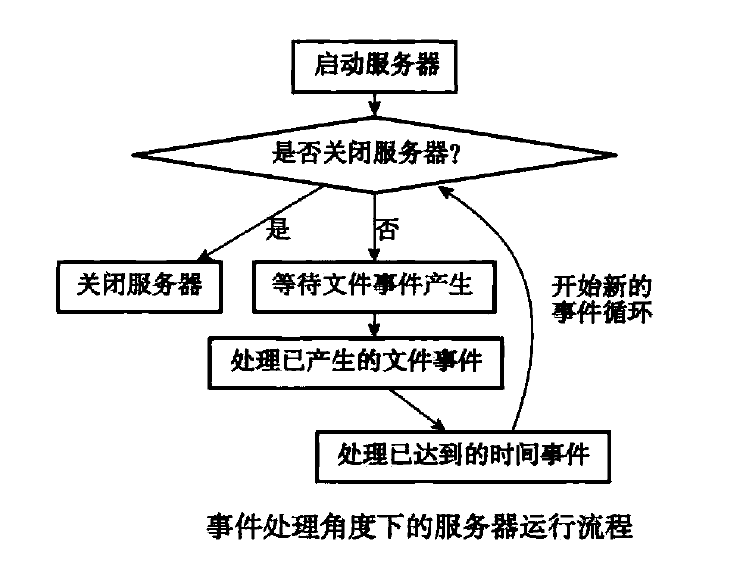 启动服务器
是否关闭服务器?
是
否
关闭服务器
等待文件事件产生
开始新的
事件循环
处理已产生的文件事件
处理已达到的时间事件
事件处理角度下的服务器运行流程